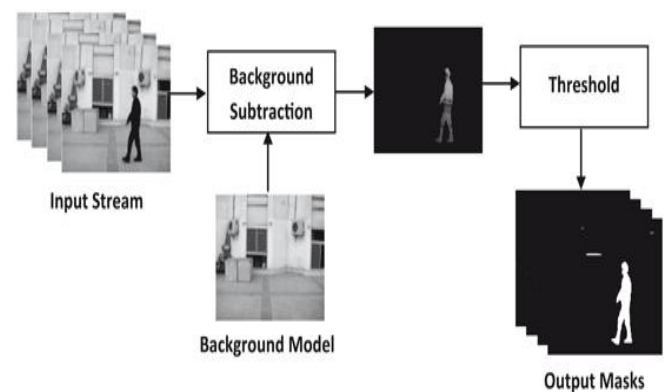 Background
Subtraction
Threshold
Input Stream
Background Model
Output Masks